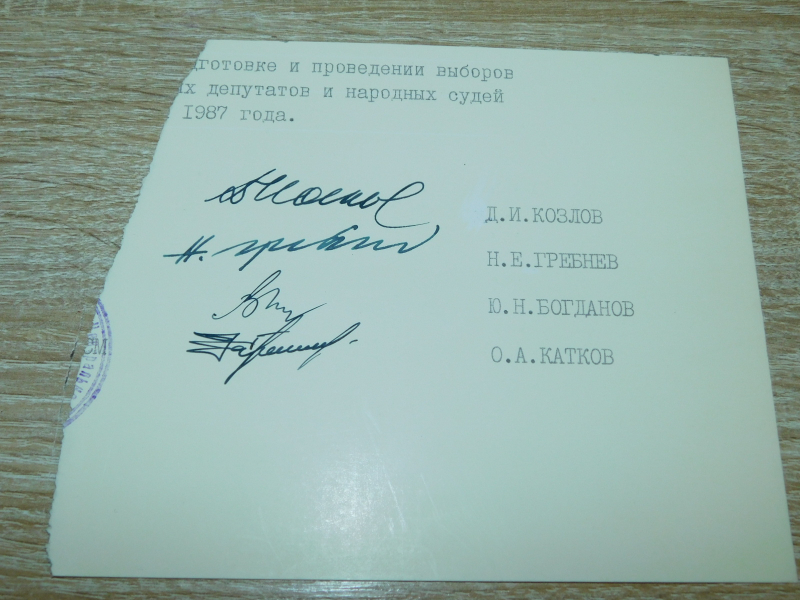 готовке и проведении выборов
х депутатов и народных судей
1987 года.
Д.И.КОЗЛОВ
Н.Е.ГРЕБНЕВ
Ю.Н.БОГДАНОВ
О.А.КАТКОВ